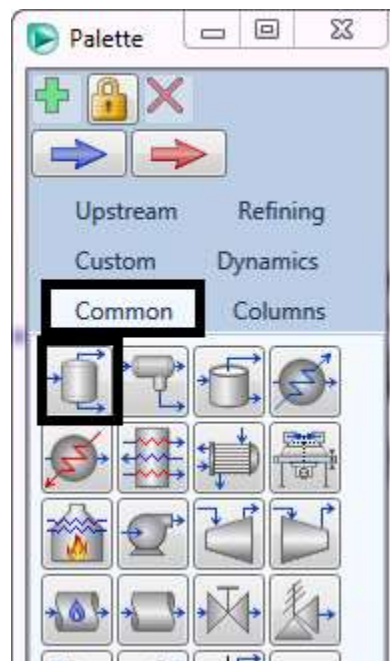 Palette
Upstream Refining
Custom Dynamics
Common Columns